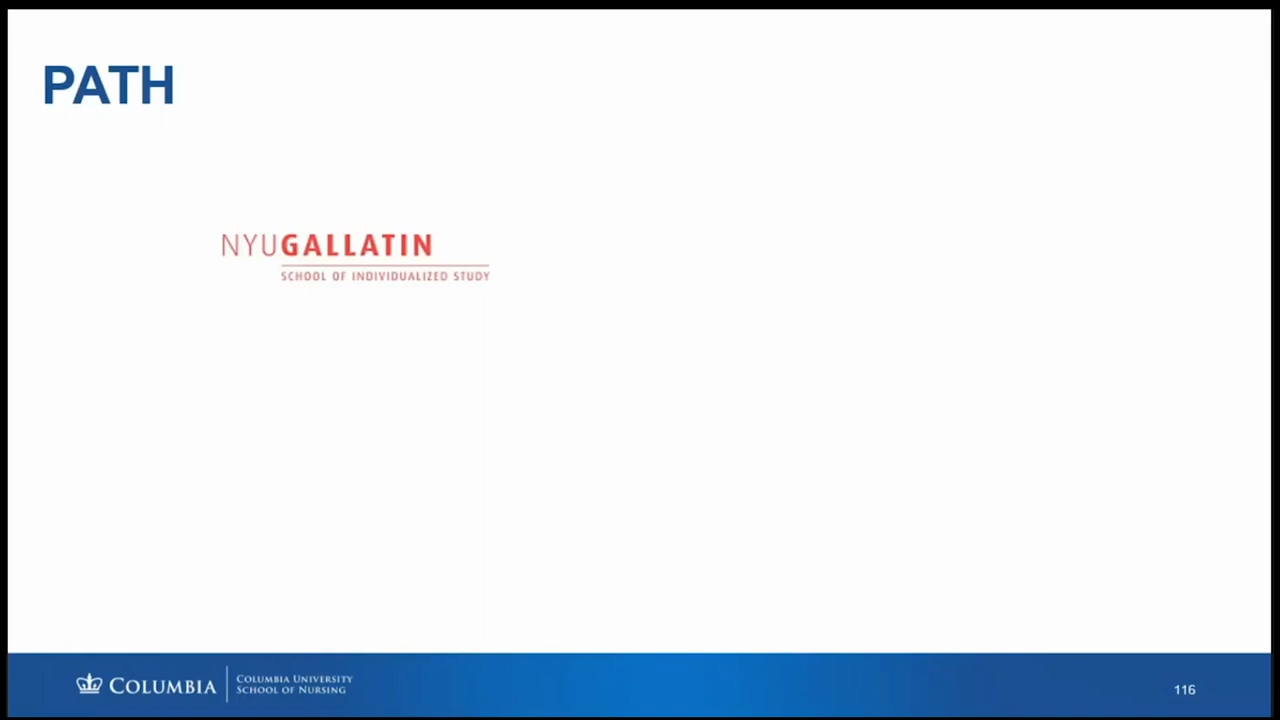 PATH
NYUGALLATIN
SCHOOL OF INDIVIDUALIZED STUDY
COLUMBIA
COLUMBIA UNIVERSITY
SCHOOL OF NURSING
116